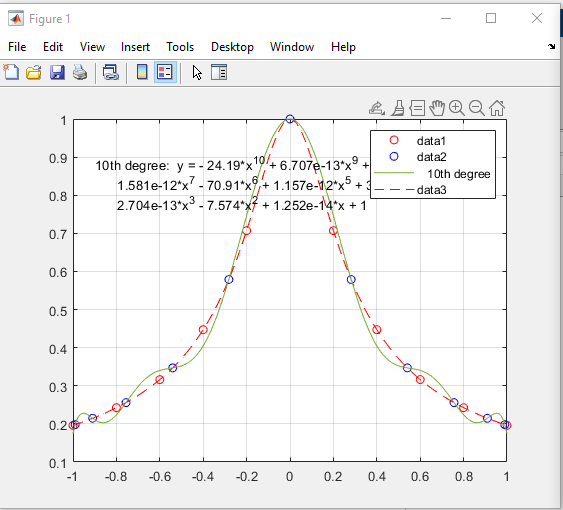 Figure 1
File Edit View Insert Tools Desktop Window Help
1
0.9
0.8
0.7
0.6
0.5
0.4
0.3
0.2
0.1
10th degree: y = - 24.19*x^10 + 6.707e-13*x^9 +
1.581e-12*x^7 - 70.91*x^6 + 1.157e-12*x^5 +
2.704e-13*x^3 - 7.574*x^2 + 1.252e-14*x + 1
data1
data2
10th degree
data3
-1 -0.8 -0.6 -0.4 -0.2 0 0.2 0.4 0.6 0.8 1